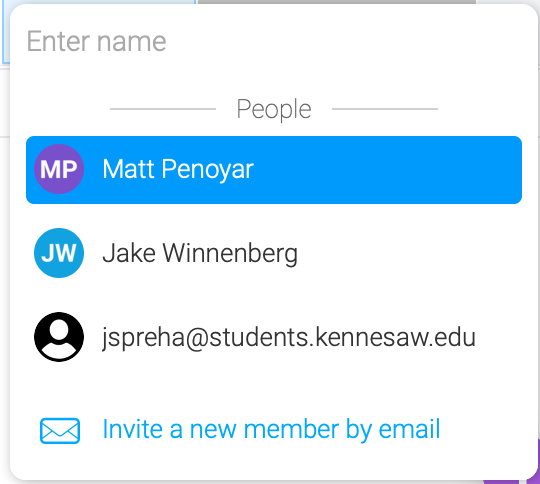 Enter name
People
MP Matt Penoyar
JW Jake Winnenberg
jspreha@students.kennesaw.edu
Invite a new member by email